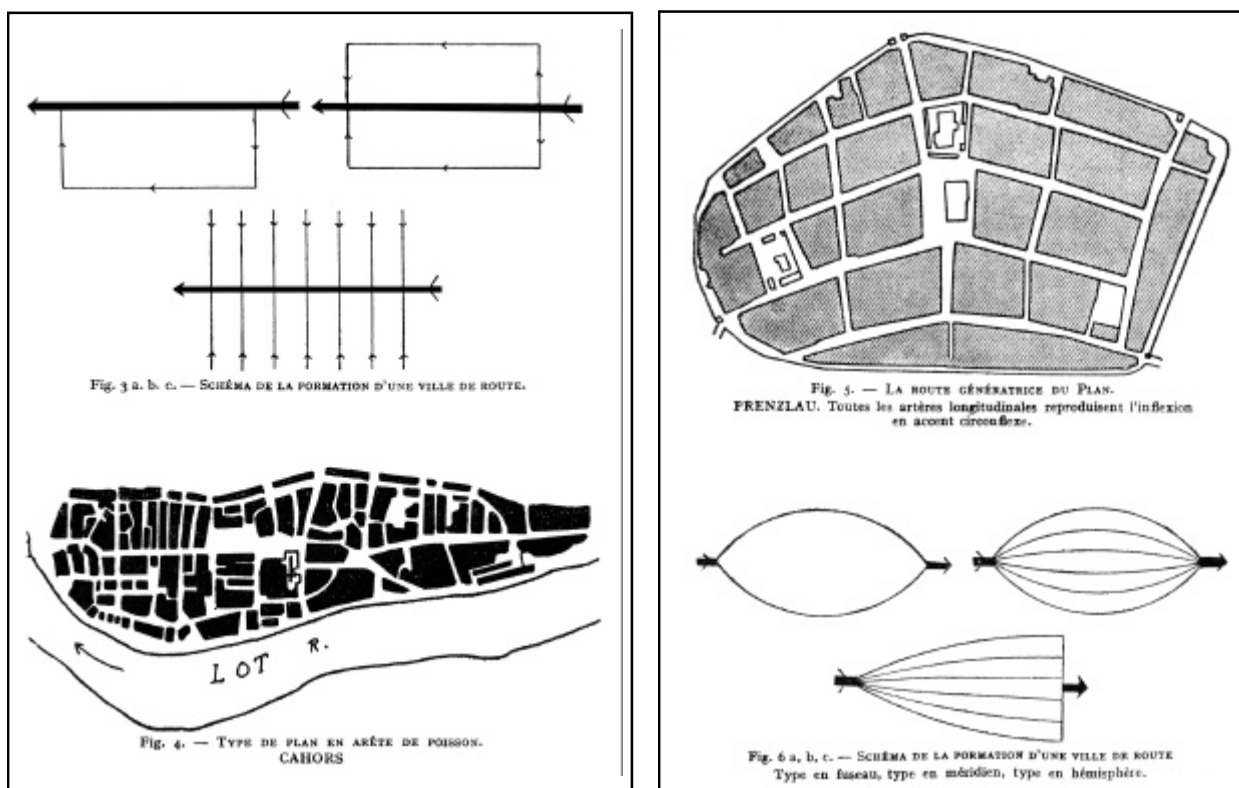 Fig. 3 a. b. c. — SCHÉMA DE LA FORMATION D'UNE VILLE DE ROUTE.
LOT R.
Fig. 4. — TYPE DE PLAN EN ARÊTE DE POISSON.
CAHORS
Fig. 5. — LA ROUTE GÉNÉRATRICE DU PLAN.
PRENZLAU. Toutes les artères longitudinales reproduisent l'inflexion
en accent circonflexe.
Fig. 6 a, b, c. — SCHÉMA DE LA FORMATION D'UNE VILLE DE ROUTE
Type en fuseau, type en méridien, type en hémisphère.